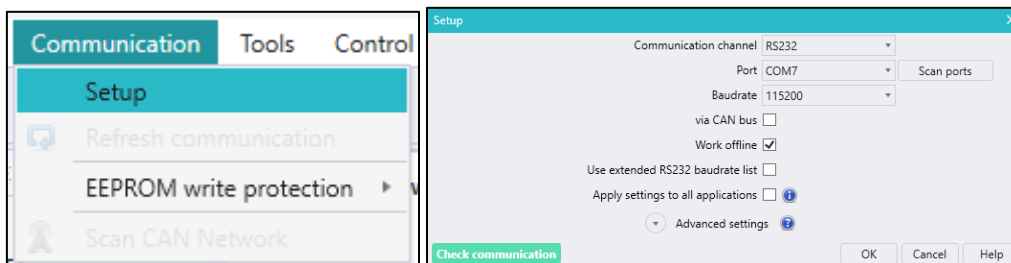 Communication Tools Control
Setup
Refresh communication
EEPROM write protection
Scan CAN Network
Setup
Communication channel RS232
Port COM7 Scan ports
Baudrate 115200
via CAN bus
Work offline
Use extended RS232 baudrate list
Apply settings to all applications
Advanced settings
Check communication OK Cancel Help